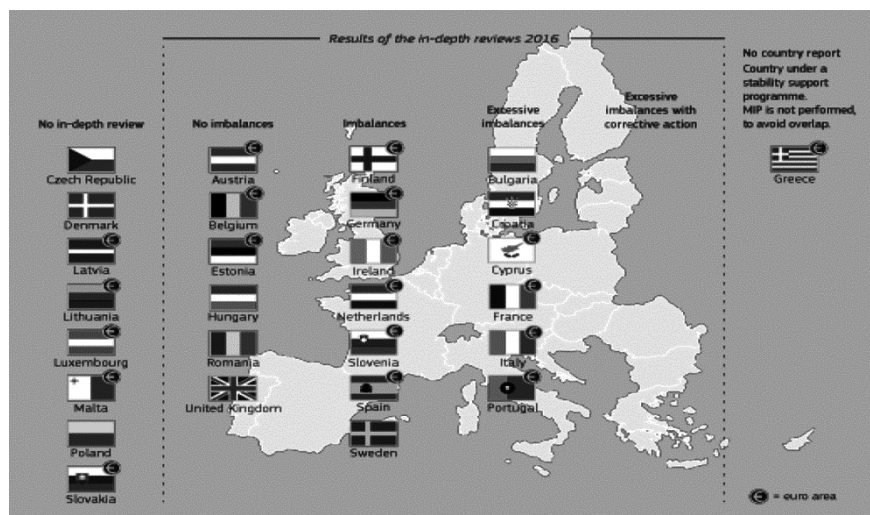 Results of the in-depth reviews 2016
No in-depth review
Czech Republic
Denmark
Latvia
Lithuania
Luxembourg
Malta
Poland
Slovakia
No imbalances
Austria
Belgium
Estonia
Hungary
Romania
United Kingdom
Imbalances
Finland
Germany
Ireland
Netherlands
Slovenia
Spain
Sweden
Excessive
imbalances
Bulgaria
Croatia
Cyprus
France
Italy
Portugal
Excessive
imbalances with
corrective action
No country report
Country under a
stability support
programme.
MIP is not performed,
to avoid overlap.
Greece
€ = euro area